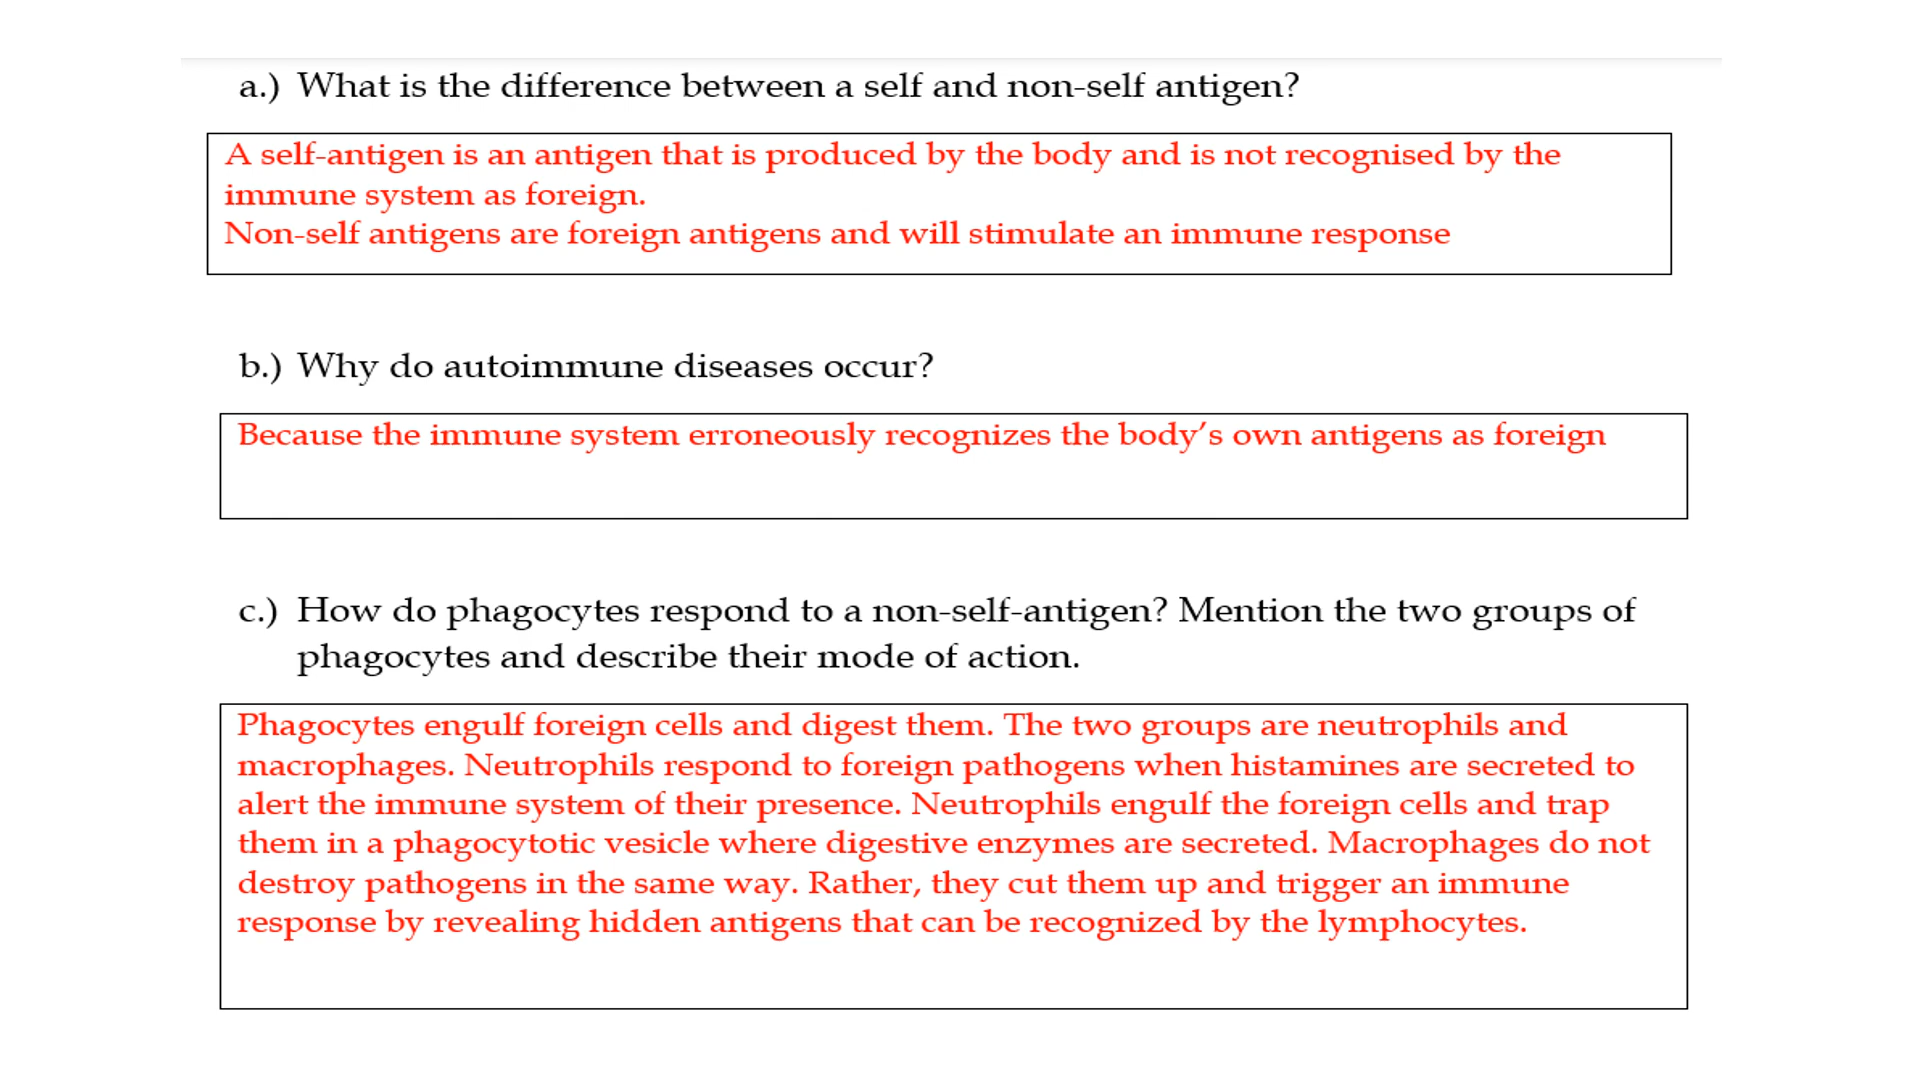 a.) What is the difference between a self and non-self antigen?
A self-antigen is an antigen that is produced by the body and is not recognised by the
immune system as foreign.
Non-self antigens are foreign antigens and will stimulate an immune response
b.) Why do autoimmune diseases occur?
Because the immune system erroneously recognizes the body’s own antigens as foreign
c.) How do phagocytes respond to a non-self-antigen? Mention the two groups of
phagocytes and describe their mode of action.
Phagocytes engulf foreign cells and digest them. The two groups are neutrophils and
macrophages. Neutrophils respond to foreign pathogens when histamines are secreted to
alert the immune system of their presence. Neutrophils engulf the foreign cells and trap
them in a phagocytotic vesicle where digestive enzymes are secreted. Macrophages do not
destroy pathogens in the same way. Rather, they cut them up and trigger an immune
response by revealing hidden antigens that can be recognized by the lymphocytes.